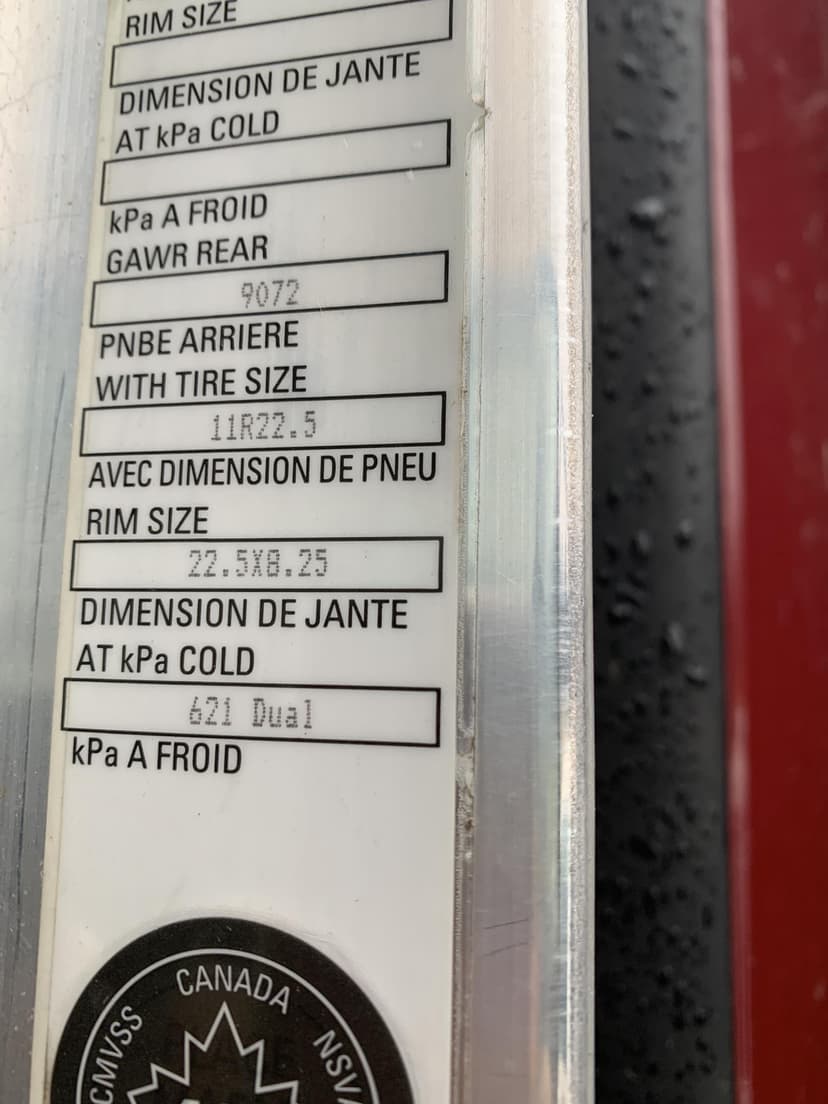 RIM SIZE
DIMENSION DE JANTE
AT kPa COLD
kPa A FROID
GAWR REAR
9072
PNBE ARRIERE
WITH TIRE SIZE
11R22.5
AVEC DIMENSION DE PNEU
RIM SIZE
22.5X8.25
DIMENSION DE JANTE
AT kPa COLD
621 Dual
kPa A FROID
CANADA
CMVSS